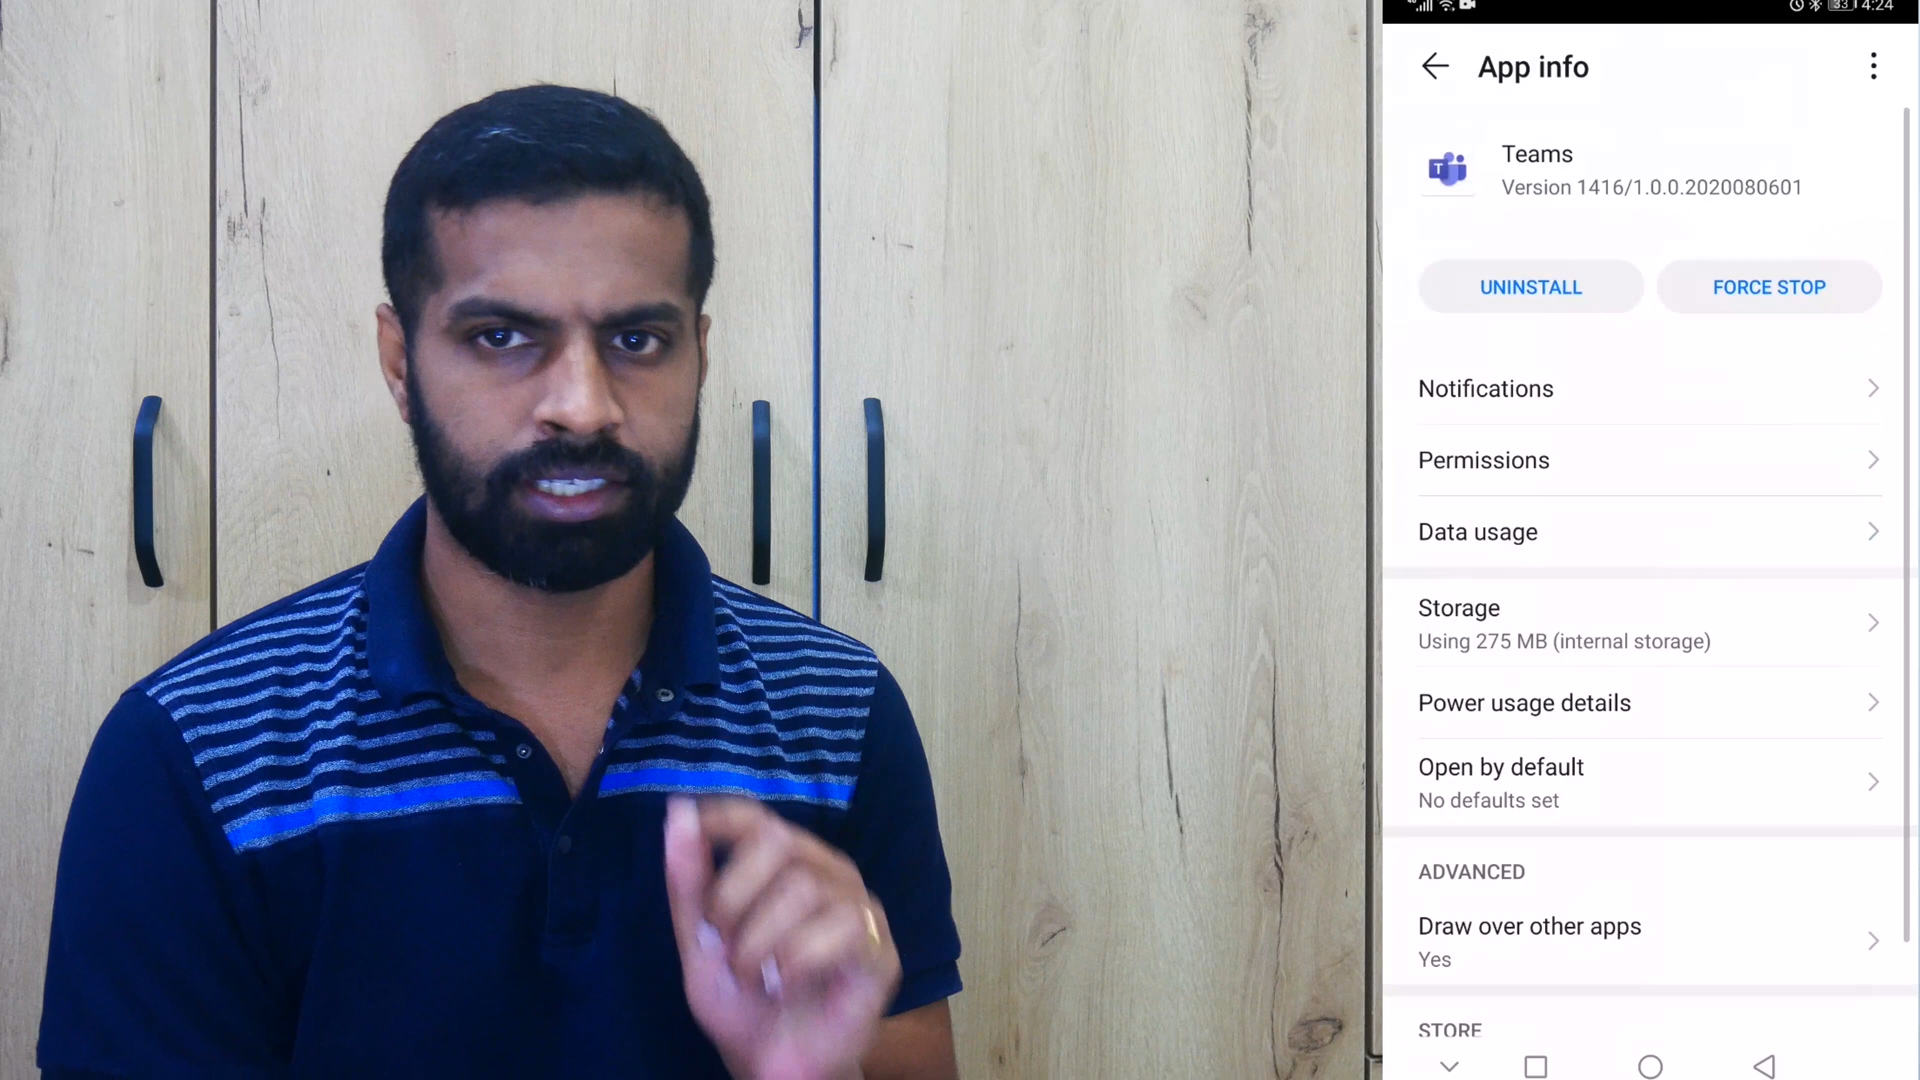 33 4:24
App info
Teams
Version 1416/1.0.0.2020080601
UNINSTALL
FORCE STOP
Notifications
Permissions
Data usage
Storage
Using 275 MB (internal storage)
Power usage details
Open by default
No defaults set
ADVANCED
Draw over other apps
Yes
STORE